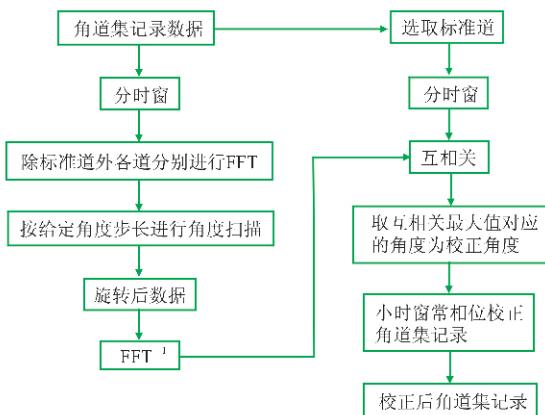 角道集记录数据
选取标准道
分时窗
分时窗
除标准道外各道分别进行FFT
互相关
按给定角度步长进行角度扫描
取互相关最大值对应
的角度为校正角度
旋转后数据
小时窗常相位校正
角道集记录
FFT⁻¹
校正后角道集记录